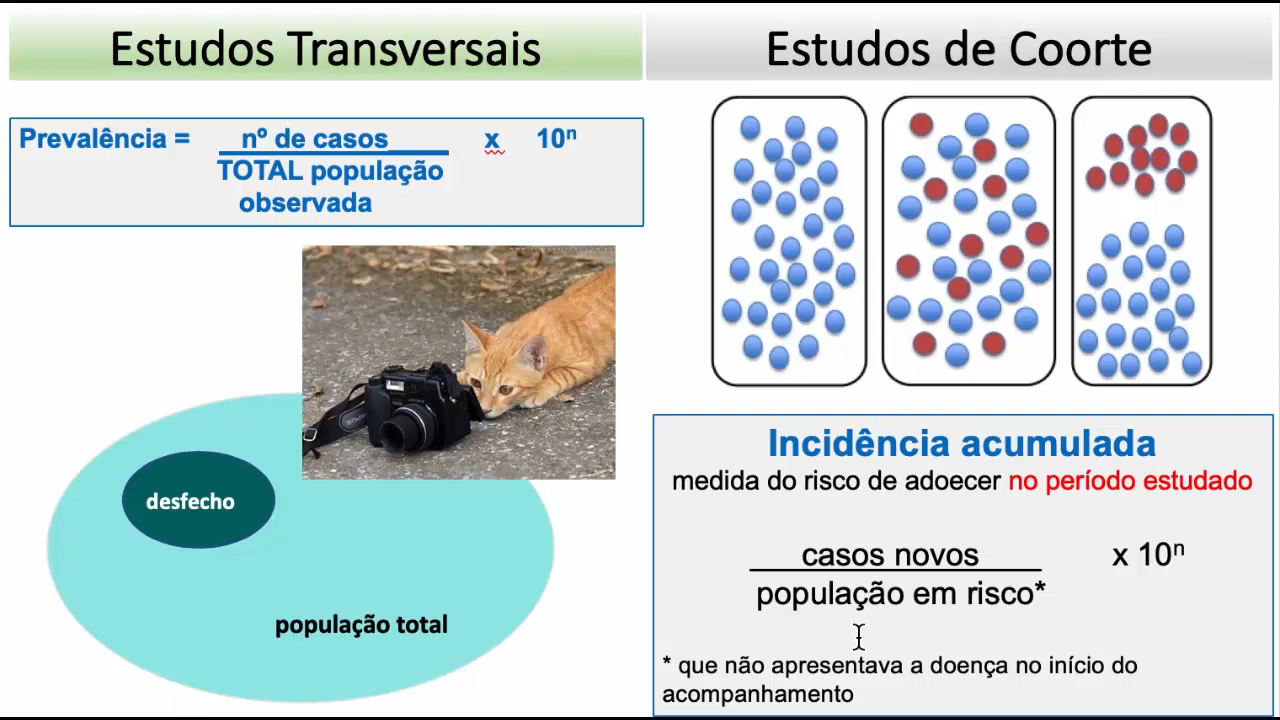 Estudos Transversais
Prevalência = nº de casos x 10ⁿ
TOTAL população
observada
desfecho
população total
Estudos de Coorte
Incidência acumulada
medida do risco de adoecer no período estudado
casos novos x 10ⁿ
população em risco*
* que não apresentava a doença no início do
acompanhamento